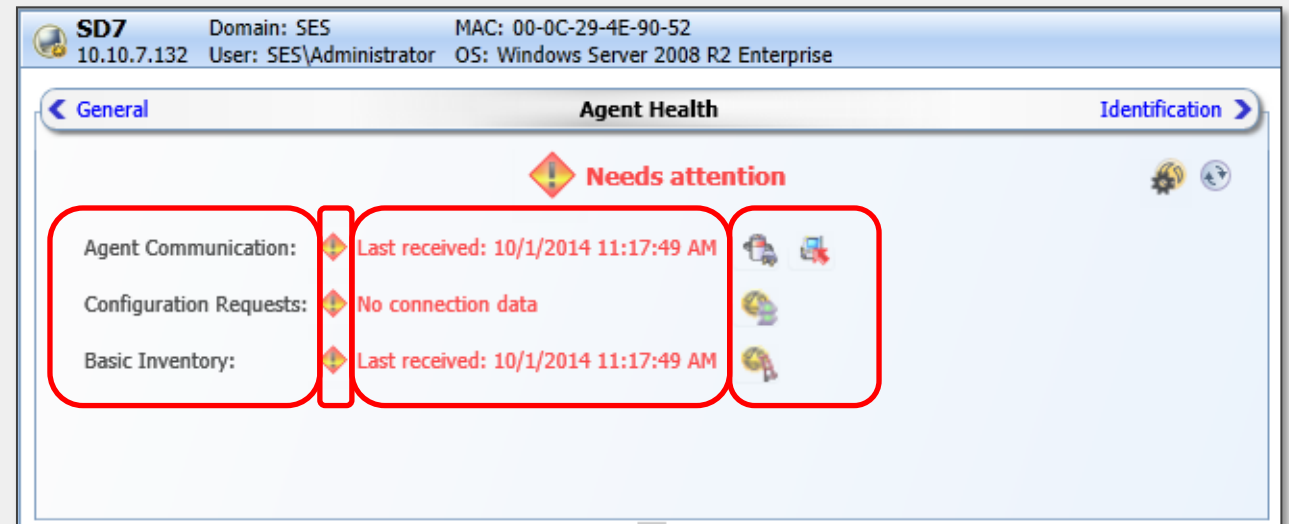 SD7 Domain: SES MAC: 00-0C-29-4E-90-52
10.10.7.132 User: SES\Administrator OS: Windows Server 2008 R2 Enterprise
General Agent Health Identification
Needs attention
Agent Communication: Last received: 10/1/2014 11:17:49 AM
Configuration Requests: No connection data
Basic Inventory: Last received: 10/1/2014 11:17:49 AM